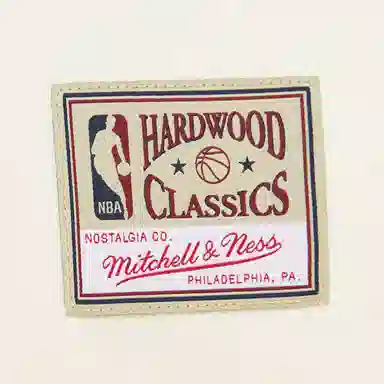 HARDWOOD
NBA
CLASSICS
NOSTALGIA CO.
Mitchell & Ness
PHILADELPHIA, PA.